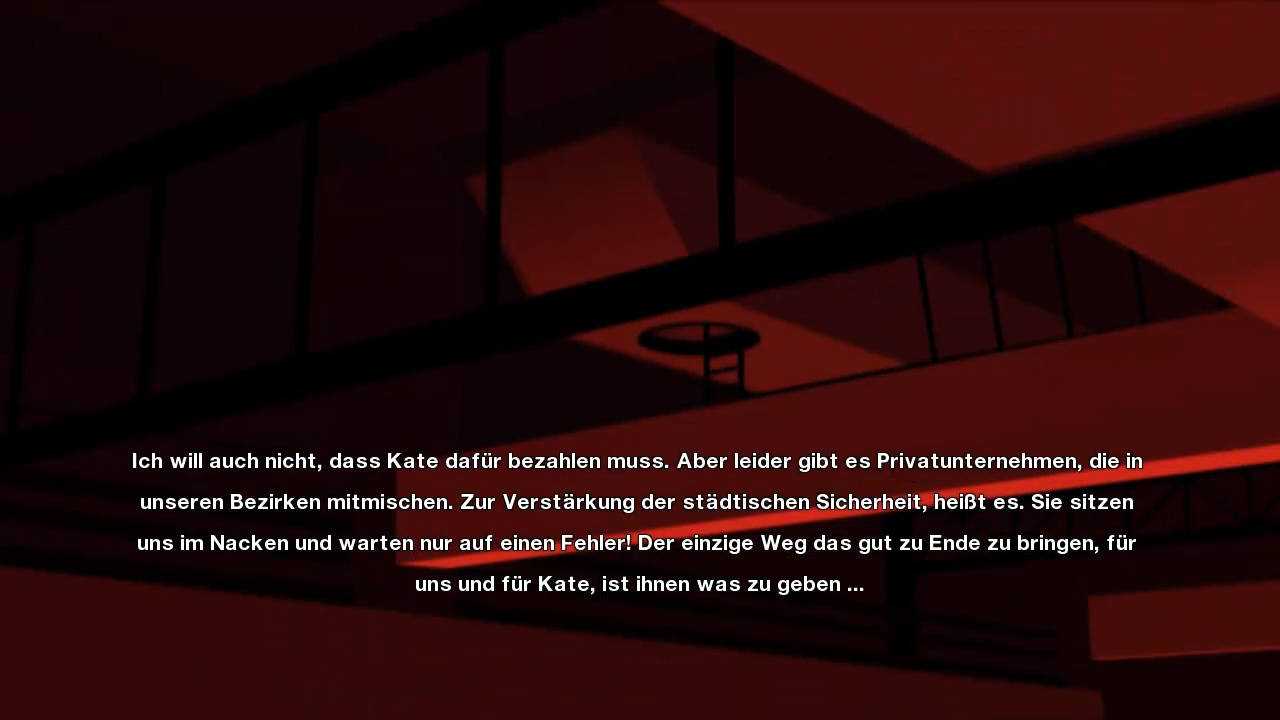 Ich will auch nicht, dass Kate dafür bezahlen muss. Aber leider gibt es Privatunternehmen, die in
unseren Bezirken mitmischen. Zur Verstärkung der städtischen Sicherheit, heißt es. Sie sitzen
uns im Nacken und warten nur auf einen Fehler! Der einzige Weg das gut zu Ende zu bringen, für
uns und für Kate, ist ihnen was zu geben ...